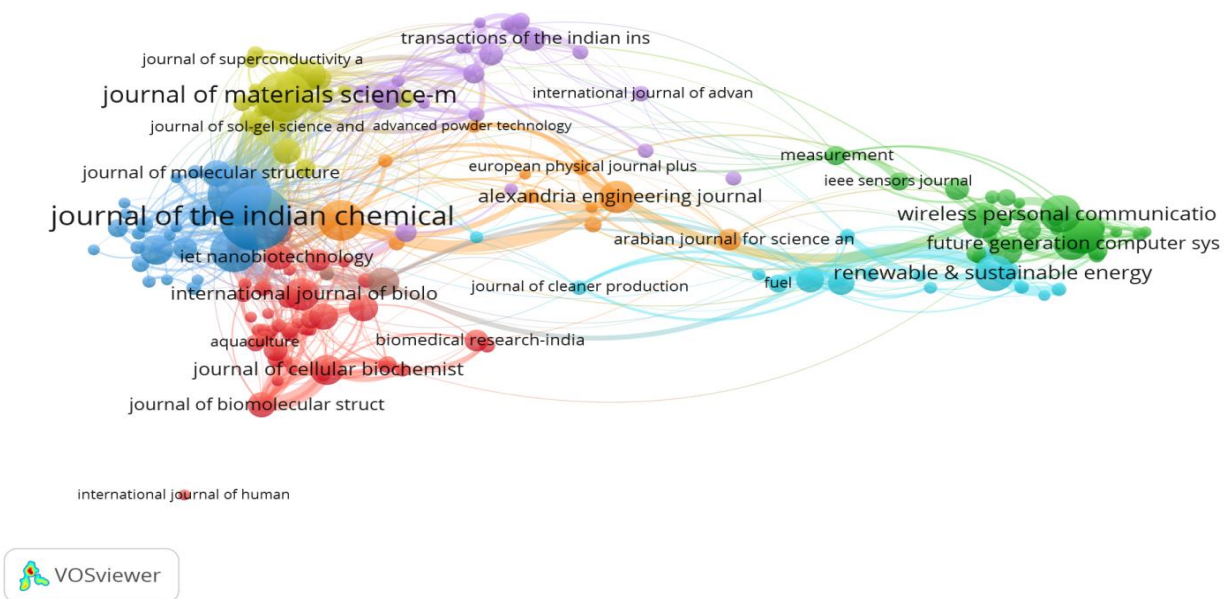 transactions of the indian ins
journal of superconductivity a
journal of materials science-m
international journal of advan
journal of sol-gel science and
advanced powder technology
measurement
european physical journal plus
journal of molecular structure
ieee sensors journal
alexandria engineering journal
journal of the indian chemical
wireless personal communicatio
arabian journal for science an
future generation computer sys
iet nanobiotechnology
renewable & sustainable energy
fuel
journal of cleaner production
international journal of biolo
aquaculture
biomedical research-india
journal of cellular biochemist
journal of biomolecular struct
international journal of human
VOSviewer